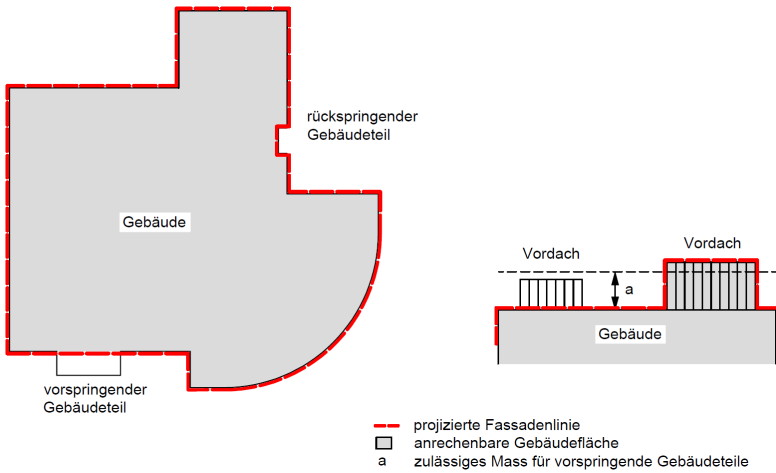 rückspringender
Gebäudeteil
Gebäude
vorspringender
Gebäudeteil
Vordach
Vordach
a
Gebäude
projizierte Fassadenlinie
anrechenbare Gebäudefläche
a zulässiges Mass für vorspringende Gebäudeteile